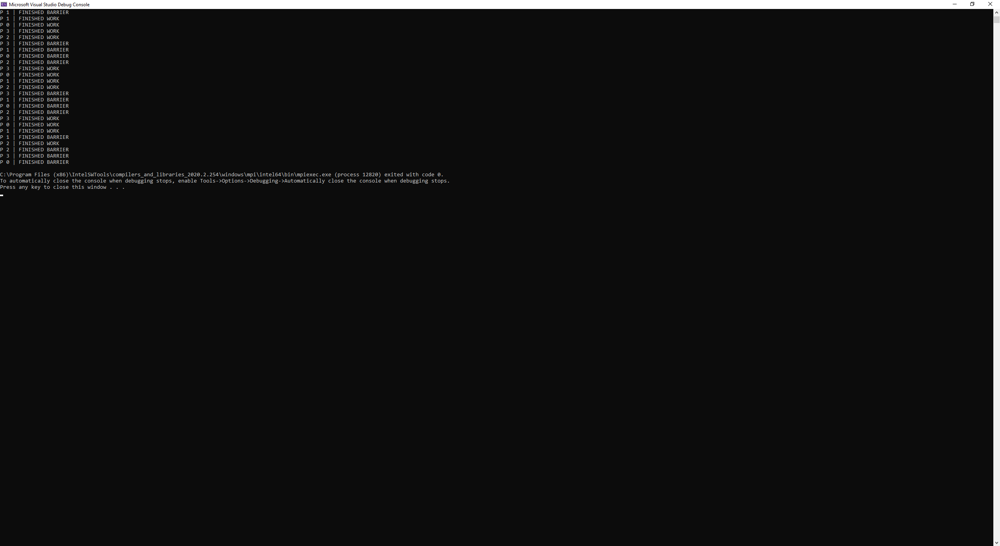 Microsoft Visual Studio Debug Console
P 1 | FINISHED BARRIER
P 1 | FINISHED WORK
P 0 | FINISHED WORK
P 3 | FINISHED WORK
P 2 | FINISHED WORK
P 3 | FINISHED BARRIER
P 1 | FINISHED BARRIER
P 0 | FINISHED BARRIER
P 2 | FINISHED BARRIER
P 3 | FINISHED WORK
P 0 | FINISHED WORK
P 1 | FINISHED WORK
P 2 | FINISHED WORK
P 3 | FINISHED BARRIER
P 1 | FINISHED BARRIER
P 0 | FINISHED BARRIER
P 2 | FINISHED BARRIER
P 3 | FINISHED WORK
P 0 | FINISHED WORK
P 1 | FINISHED WORK
P 1 | FINISHED BARRIER
P 2 | FINISHED WORK
P 2 | FINISHED BARRIER
P 3 | FINISHED BARRIER
P 0 | FINISHED BARRIER
C:\Program Files (x86)\IntelSWTools\compilers_and_libraries_2020.2.254\windows\mpi\intel64\bin\mpiexec.exe (process 12820) exited with code 0.
To automatically close the console when debugging stops, enable Tools->Options->Debugging->Automatically close the console when debugging stops.
Press any key to close this window . . .